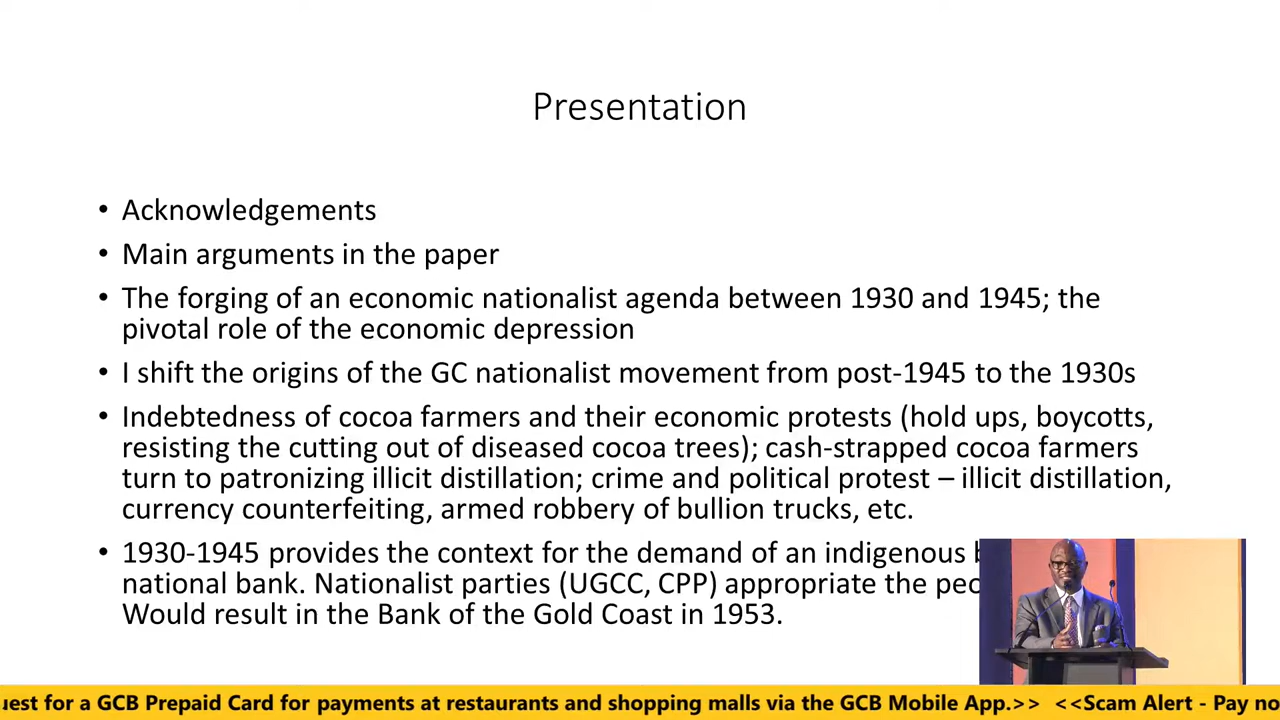 Presentation
• Acknowledgements
• Main arguments in the paper
• The forging of an economic nationalist agenda between 1930 and 1945; the
pivotal role of the economic depression
• I shift the origins of the GC nationalist movement from post-1945 to the 1930s
• Indebtedness of cocoa farmers and their economic protests (hold ups, boycotts,
resisting the cutting out of diseased cocoa trees); cash-strapped cocoa farmers
turn to patronizing illicit distillation; crime and political protest – illicit distillation,
currency counterfeiting, armed robbery of bullion trucks, etc.
• 1930-1945 provides the context for the demand of an indigenous
national bank. Nationalist parties (UGCC, CPP) appropriate the
Would result in the Bank of the Gold Coast in 1953.
for a GCB Prepaid Card for payments at restaurants and shopping malls via the GCB Mobile App.>> <<Scam Alert - Pay